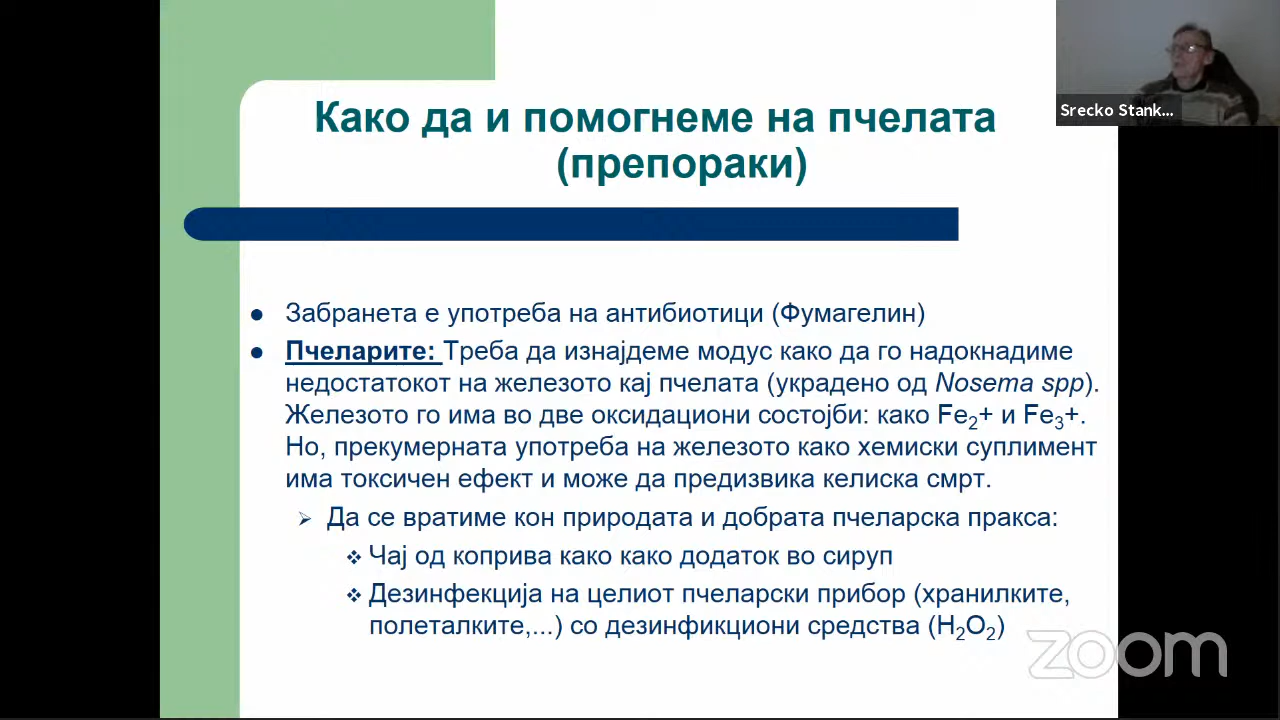 Како да и помогнеме на пчелата
(препораки)
Srecko Stank...
● Забранета е употреба на антибиотици (Фумагелин)
● Пчеларите: Треба да изнајдеме модус како да го надокнадиме
недостатокот на железото кај пчелата (украдено од Nosema spp).
Железото го има во две оксидациони состојби: како Fe₂+ и Fe₃+.
Но, прекумерната употреба на железото како хемиски суплимент
има токсичен ефект и може да предизвика келиска смрт.
➢ Да се вратиме кон природата и добрата пчеларска пракса:
❖ Чај од коприва како како додаток во сируп
❖ Дезинфекција на целиот пчеларски прибор (хранилките,
полеталките,...) со дезинфикциони средства (H₂O₂)
zoom